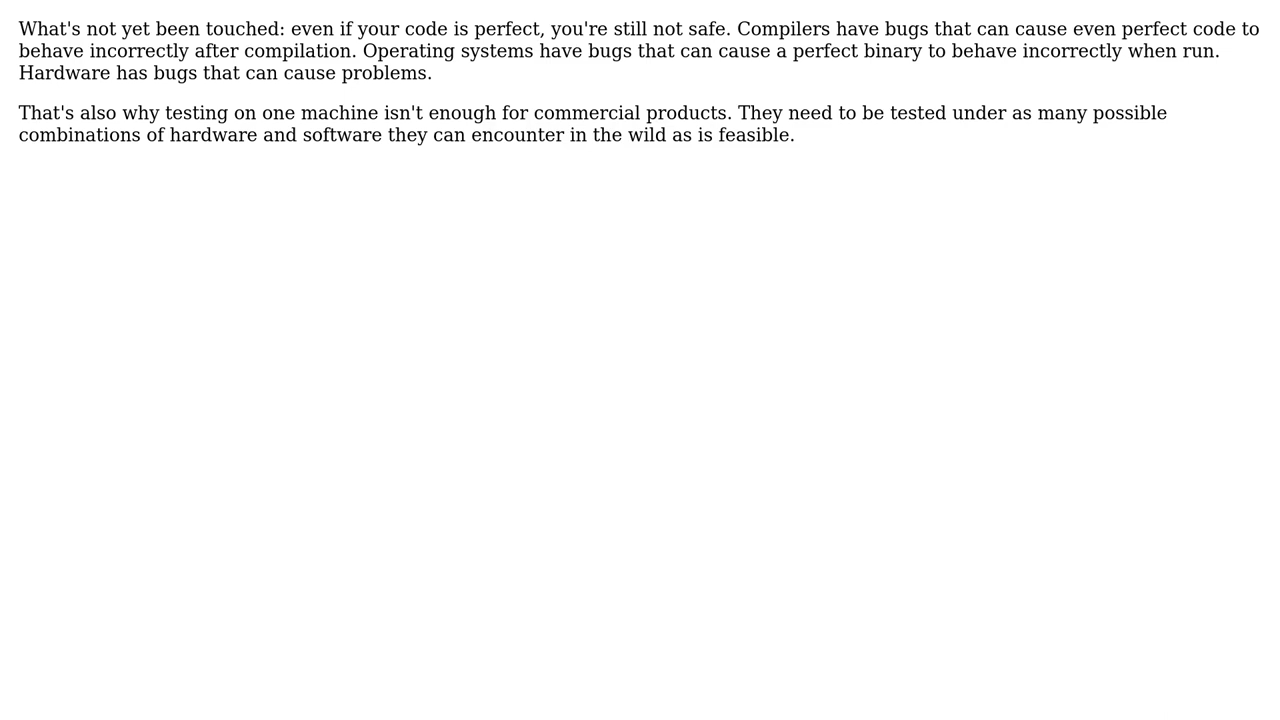 What's not yet been touched: even if your code is perfect, you're still not safe. Compilers have bugs that can cause even perfect code to
behave incorrectly after compilation. Operating systems have bugs that can cause a perfect binary to behave incorrectly when run.
Hardware has bugs that can cause problems.
That's also why testing on one machine isn't enough for commercial products. They need to be tested under as many possible
combinations of hardware and software they can encounter in the wild as is feasible.